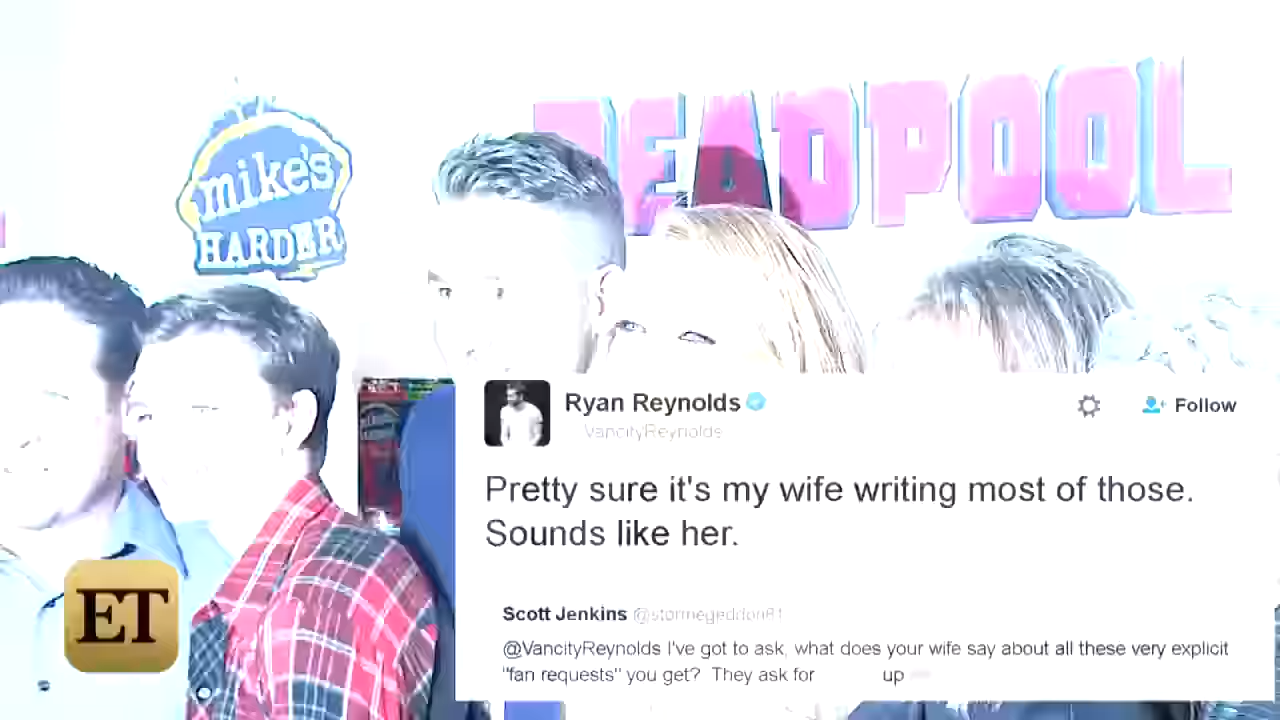 DEADPOOL
mike's
HARDER
Ryan Reynolds
VancityReynolds
Follow
Pretty sure it's my wife writing most of those.
Sounds like her.
Scott Jenkins @stormegeddon61
@VancityReynolds I've got to ask, what does your wife say about all these very explicit
"fan requests" you get? They ask for up
ET